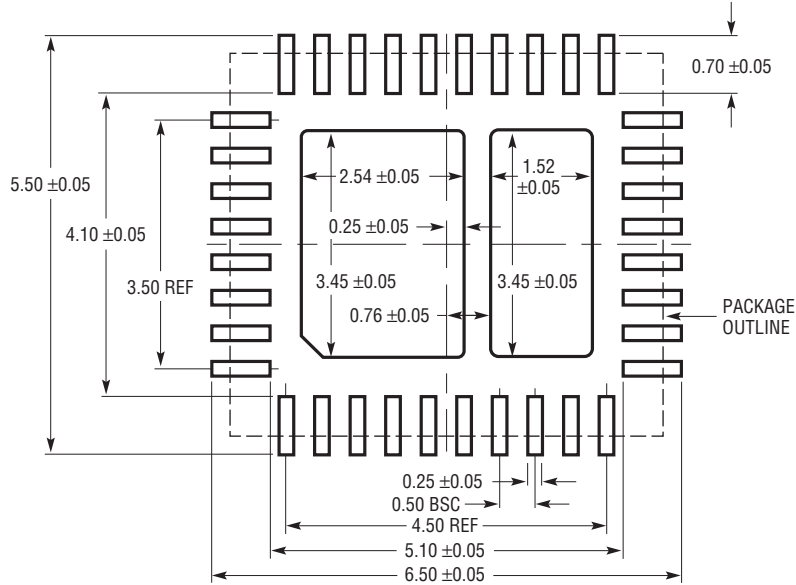 0.70 ±0.05
5.50 ±0.05
2.54 ±0.05
1.52
±0.05
4.10 ±0.05
0.25 ±0.05
3.50 REF
3.45 ±0.05
3.45 ±0.05
0.76 ±0.05
PACKAGE
OUTLINE
0.25 ±0.05
0.50 BSC
4.50 REF
5.10 ±0.05
6.50 ±0.05